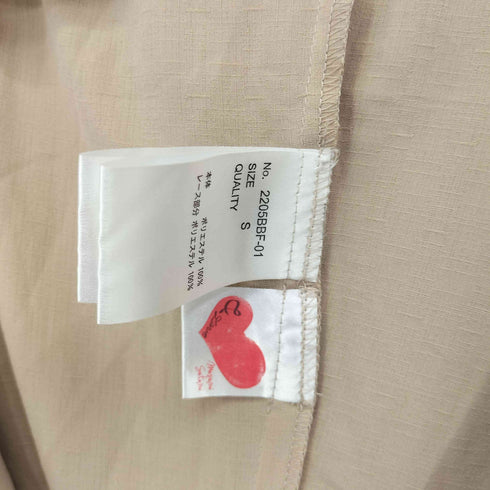 No. 2205BBF-01
SIZE S
QUALITY
本体 ポリエステル 100%
レース部分 ポリエステル 100%
Love